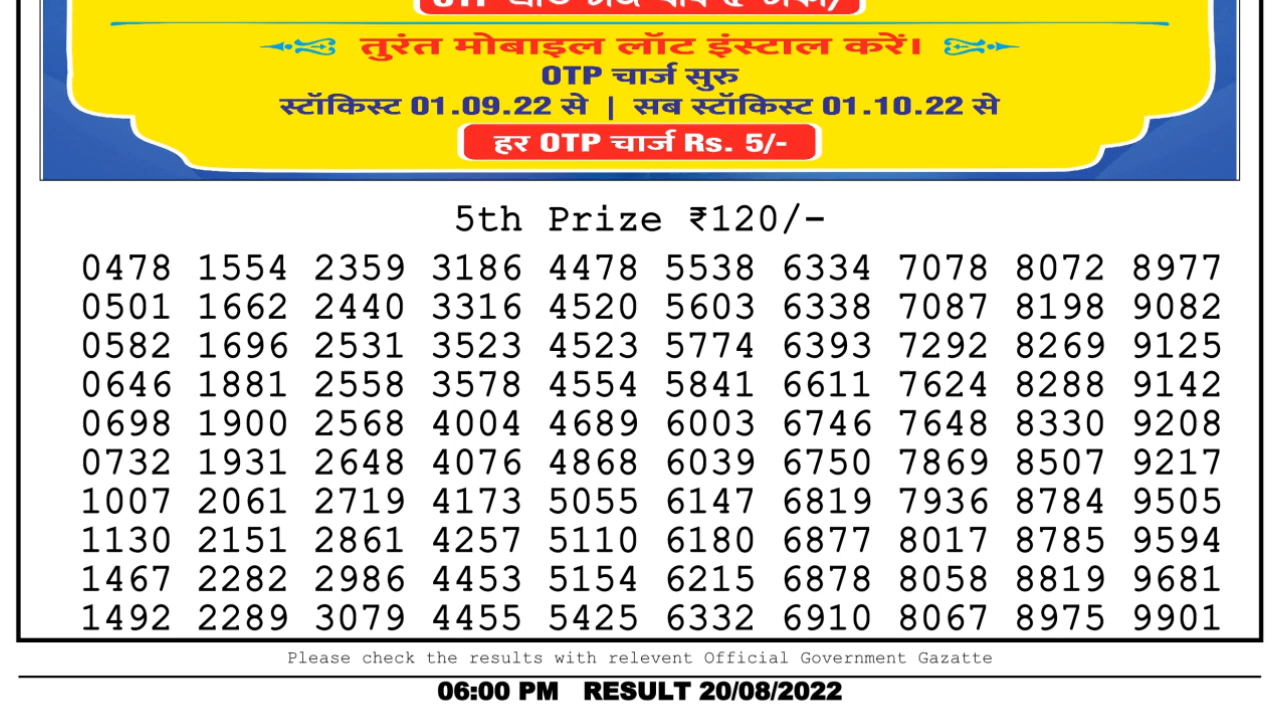 तुरंत मोबाइल लॉट इंस्टाल करें।
OTP चार्ज सुरु
स्टॉकिस्ट 01.09.22 से | सब स्टॉकिस्ट 01.10.22 से
हर OTP चार्ज Rs. 5/-
5th Prize ₹120/-
0478 1554 2359 3186 4478 5538 6334 7078 8072 8977
0501 1662 2440 3316 4520 5603 6338 7087 8198 9082
0582 1696 2531 3523 4523 5774 6393 7292 8269 9125
0646 1881 2558 3578 4554 5841 6611 7624 8288 9142
0698 1900 2568 4004 4689 6003 6746 7648 8330 9208
0732 1931 2648 4076 4868 6039 6750 7869 8507 9217
1007 2061 2719 4173 5055 6147 6819 7936 8784 9505
1130 2151 2861 4257 5110 6180 6877 8017 8785 9594
1467 2282 2986 4453 5154 6215 6878 8058 8819 9681
1492 2289 3079 4455 5425 6332 6910 8067 8975 9901
Please check the results with relevent Official Government Gazatte
06:00 PM RESULT 20/08/2022